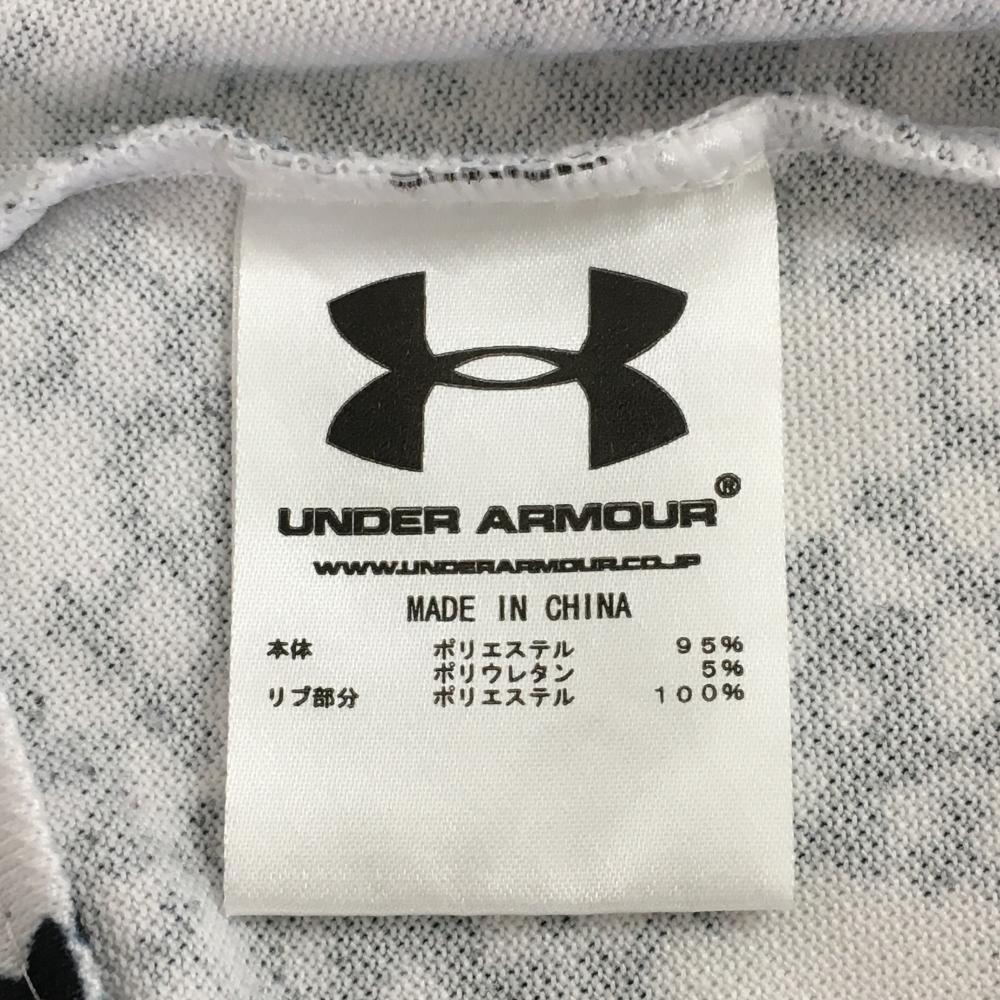 UNDER ARMOUR®
WWW.UNDERARMOUR.CO.JP
MADE IN CHINA
本体 ポリエステル 95%
ポリウレタン 5%
リブ部分 ポリエステル 100%